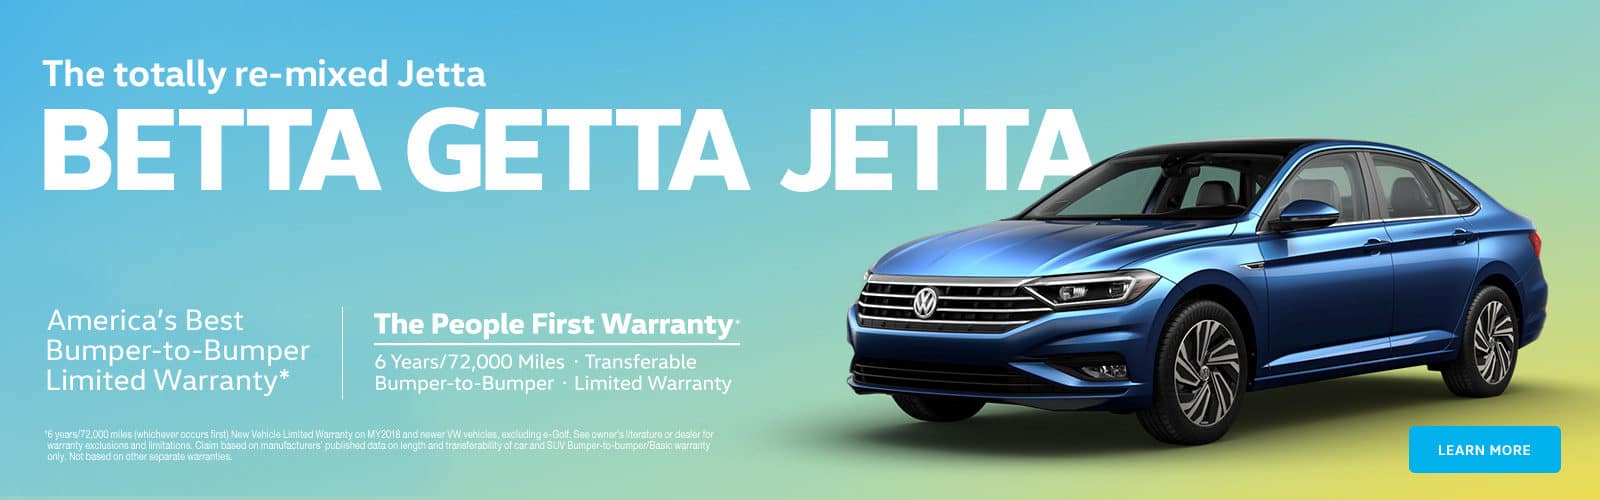 The totally re-mixed Jetta
BETTA GETTA JETTA
America's Best
Bumper-to-Bumper
Limited Warranty*
The People First Warranty*
6 Years/72,000 Miles · Transferable
Bumper-to-Bumper · Limited Warranty
*6 years/72,000 miles (whichever occurs first) New Vehicle Limited Warranty on MY2018 and newer VW vehicles, excluding e-Golf. See owner's literature or dealer for
warranty exclusions and limitations. Claim based on manufacturers' published data on length and transferability of car and SUV Bumper-to-bumper/Basic warranty
only. Not based on other separate warranties.
LEARN MORE